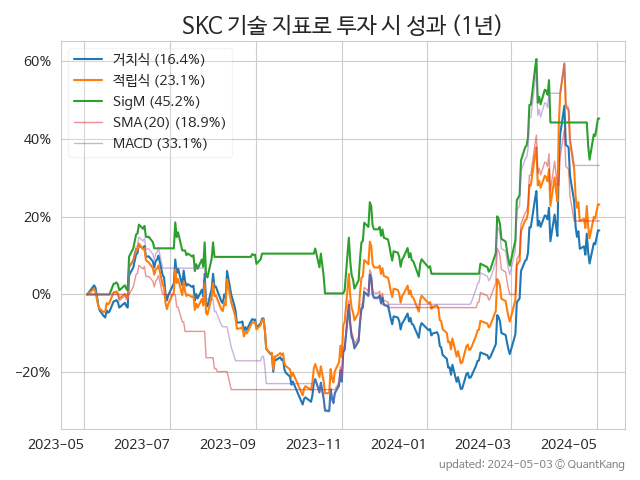 SKC 기술 지표로 투자 시 성과 (1년)
60%
40%
20%
0%
−20%
거치식 (16.4%)
적립식 (23.1%)
SigM (45.2%)
SMA(20) (18.9%)
MACD (33.1%)
2023-05 2023-07 2023-09 2023-11 2024-01 2024-03 2024-05
updated: 2024-05-03 ⓒ QuantKang